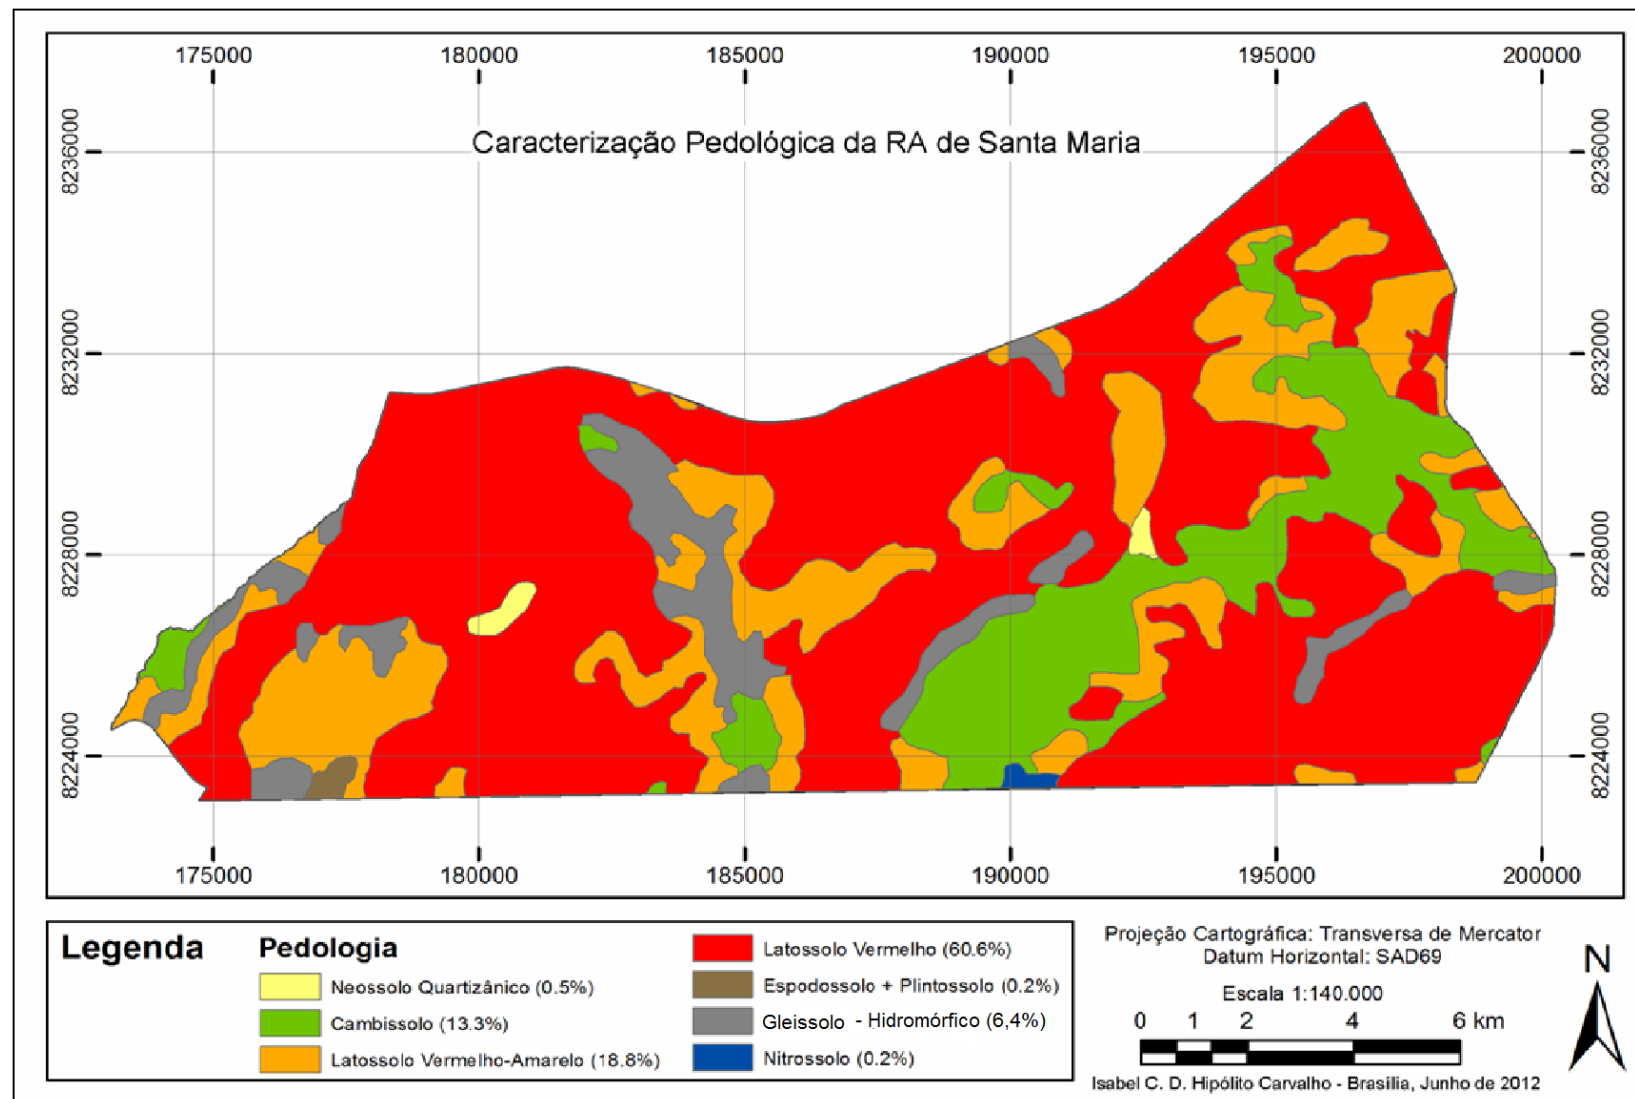 175000 180000 185000 190000 195000 200000
Caracterização Pedológica da RA de Santa Maria
8236000 8236000
8232000 8232000
8228000 8228000
8224000 8224000
175000 180000 185000 190000 195000 200000
Legenda
Pedologia
Neossolo Quartizânico (0.5%)
Cambissolo (13.3%)
Latossolo Vermelho-Amarelo (18.8%)
Latossolo Vermelho (60.6%)
Espodossolo + Plintossolo (0.2%)
Gleissolo - Hidromórfico (6,4%)
Nitrossolo (0.2%)
Projeção Cartográfica: Transversa de Mercator
Datum Horizontal: SAD69
Escala 1:140.000
0 1 2 4 6 km
Isabel C. D. Hipólito Carvalho - Brasilia, Junho de 2012
N